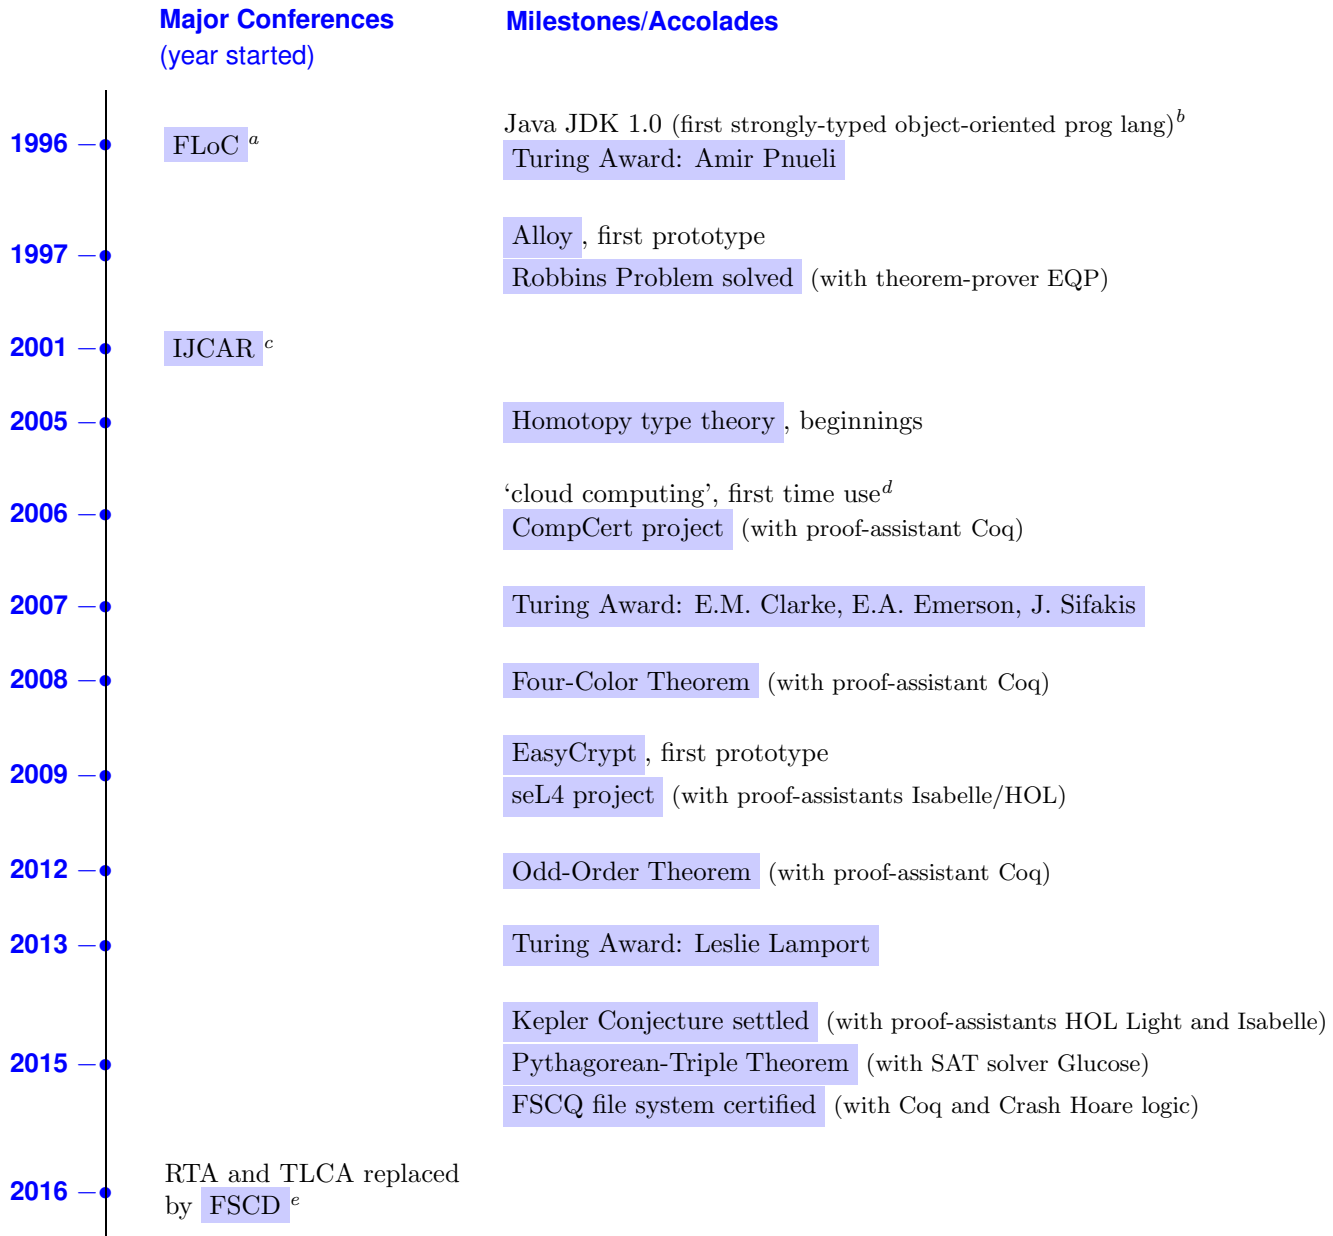 Major Conferences
(year started)
Milestones/Accolades
1996
FLoC a
Java JDK 1.0 (first strongly-typed object-oriented prog lang)b
Turing Award: Amir Pnueli
1997
Alloy , first prototype
Robbins Problem solved (with theorem-prover EQP)
2001
IJCAR c
2005
Homotopy type theory , beginnings
2006
‘cloud computing’, first time used
CompCert project (with proof-assistant Coq)
2007
Turing Award: E.M. Clarke, E.A. Emerson, J. Sifakis
2008
Four-Color Theorem (with proof-assistant Coq)
2009
EasyCrypt , first prototype
seL4 project (with proof-assistants Isabelle/HOL)
2012
Odd-Order Theorem (with proof-assistant Coq)
2013
Turing Award: Leslie Lamport
2015
Kepler Conjecture settled (with proof-assistants HOL Light and Isabelle)
Pythagorean-Triple Theorem (with SAT solver Glucose)
FSCQ file system certified (with Coq and Crash Hoare logic)
2016
RTA and TLCA replaced
by FSCD e